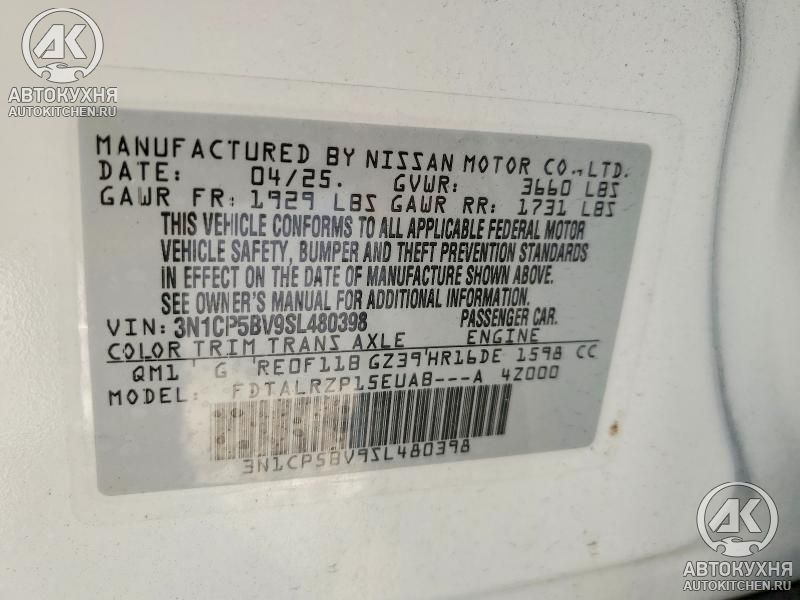 AK
АВТОКУХНЯ
AUTOKITCHEN.RU
MANUFACTURED BY NISSAN MOTOR CO.,LTD.
DATE: 04/25. GVWR: 3660 LBS
GAWR FR: 1929 LBS GAWR RR: 1731 LBS
THIS VEHICLE CONFORMS TO ALL APPLICABLE FEDERAL MOTOR
VEHICLE SAFETY, BUMPER AND THEFT PREVENTION STANDARDS
IN EFFECT ON THE DATE OF MANUFACTURE SHOWN ABOVE.
SEE OWNER'S MANUAL FOR ADDITIONAL INFORMATION.
VIN: 3N1CP5BV9SL480398 PASSENGER CAR.
COLOR TRIM TRANS AXLE ENGINE
QM1 G RE0F11B GZ39 HR16DE 1598 CC
MODEL: FDTALRZP15EUAB---A 4Z000
3N1CP5BV9SL480398
AK
АВТОКУХНЯ
AUTOKITCHEN.RU